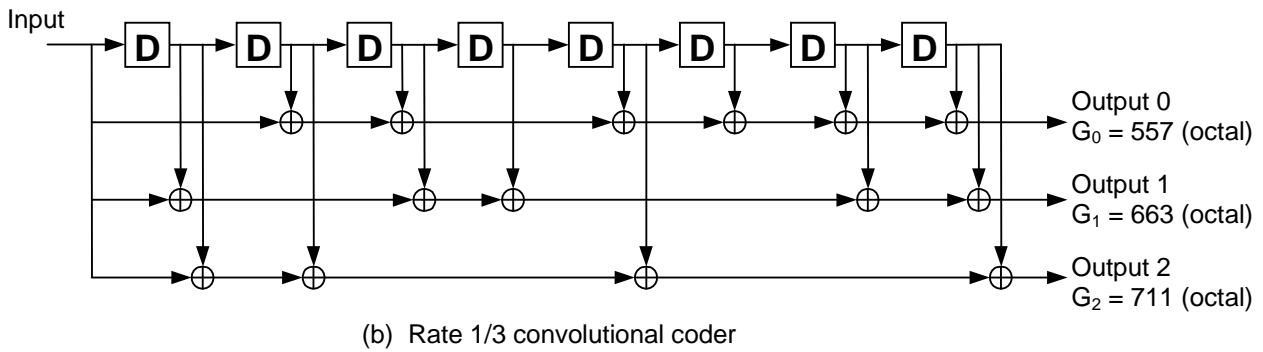 Input
D D D D D D D D
Output 0
G₀ = 557 (octal)
Output 1
G₁ = 663 (octal)
Output 2
G₂ = 711 (octal)
(b) Rate 1/3 convolutional coder